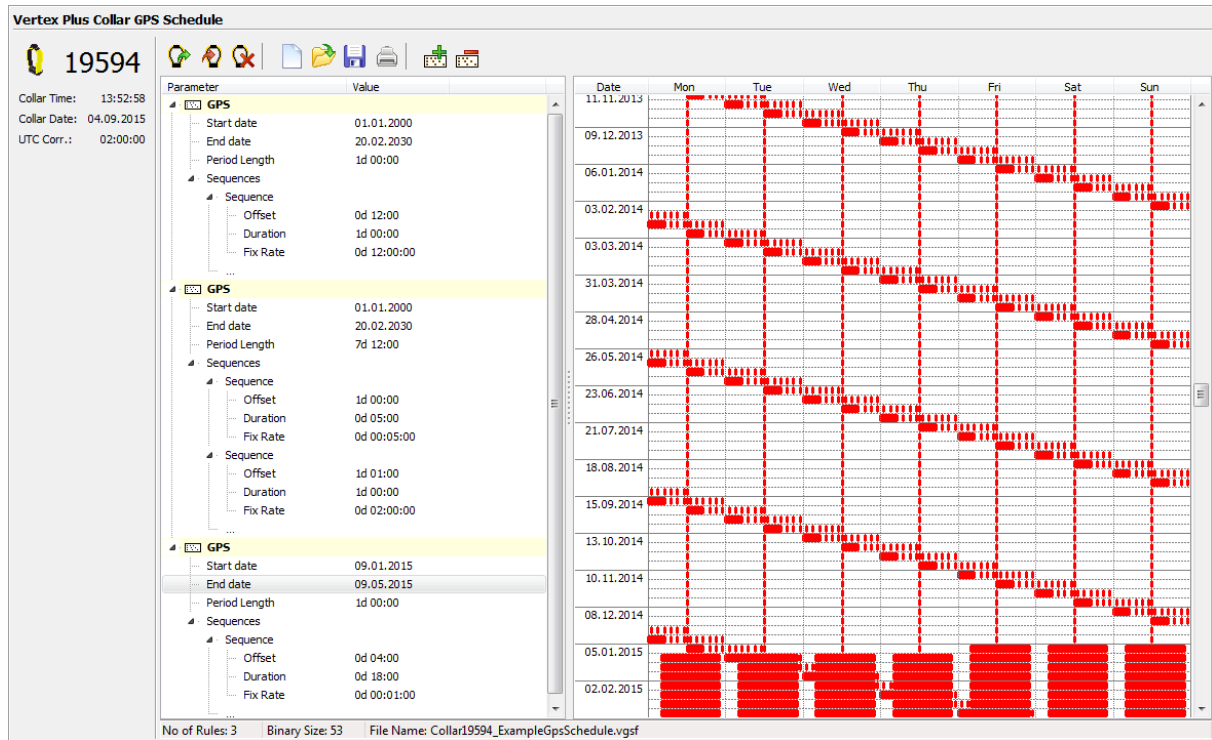 Vertex Plus Collar GPS Schedule
19594
Collar Time: 13:52:58
Collar Date: 04.09.2015
UTC Corr.: 02:00:00
Parameter Value
GPS
Start date 01.01.2000
End date 20.02.2030
Period Length 1d 00:00
Sequences
Sequence
Offset 0d 12:00
Duration 1d 00:00
Fix Rate 0d 12:00:00
...
GPS
Start date 01.01.2000
End date 20.02.2030
Period Length 7d 12:00
Sequences
Sequence
Offset 1d 00:00
Duration 0d 05:00
Fix Rate 0d 00:05:00
Sequence
Offset 1d 01:00
Duration 1d 00:00
Fix Rate 0d 02:00:00
...
GPS
Start date 09.01.2015
End date 09.05.2015
Period Length 1d 00:00
Sequences
Sequence
Offset 0d 04:00
Duration 0d 18:00
Fix Rate 0d 00:01:00
...
Date Mon Tue Wed Thu Fri Sat Sun
11.11.2013
09.12.2013
06.01.2014
03.02.2014
03.03.2014
31.03.2014
28.04.2014
26.05.2014
23.06.2014
21.07.2014
18.08.2014
15.09.2014
13.10.2014
10.11.2014
08.12.2014
05.01.2015
02.02.2015
No of Rules: 3 Binary Size: 53 File Name: Collar19594_ExampleGpsSchedule.vgsf